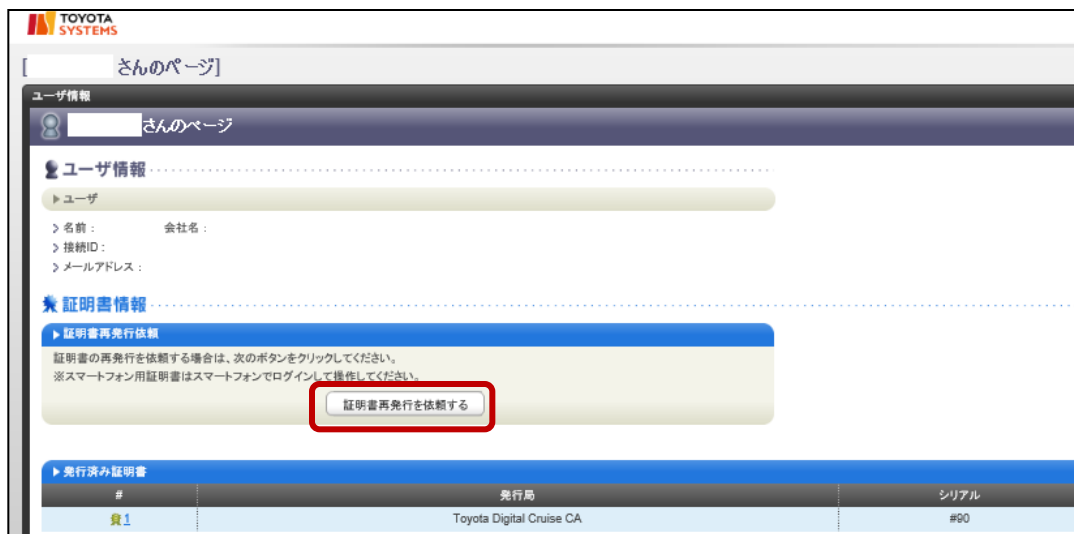 TOYOTA
SYSTEMS
[ さんのページ]
ユーザ情報
さんのページ
ユーザ情報
ユーザ
名前： 会社名：
接続ID：
メールアドレス：
証明書情報
証明書再発行依頼
証明書の再発行を依頼する場合は、次のボタンをクリックしてください。
※スマートフォン用証明書はスマートフォンでログインして操作してください。
証明書再発行を依頼する
発行済み証明書
# 発行局 シリアル
1 Toyota Digital Cruise CA #90